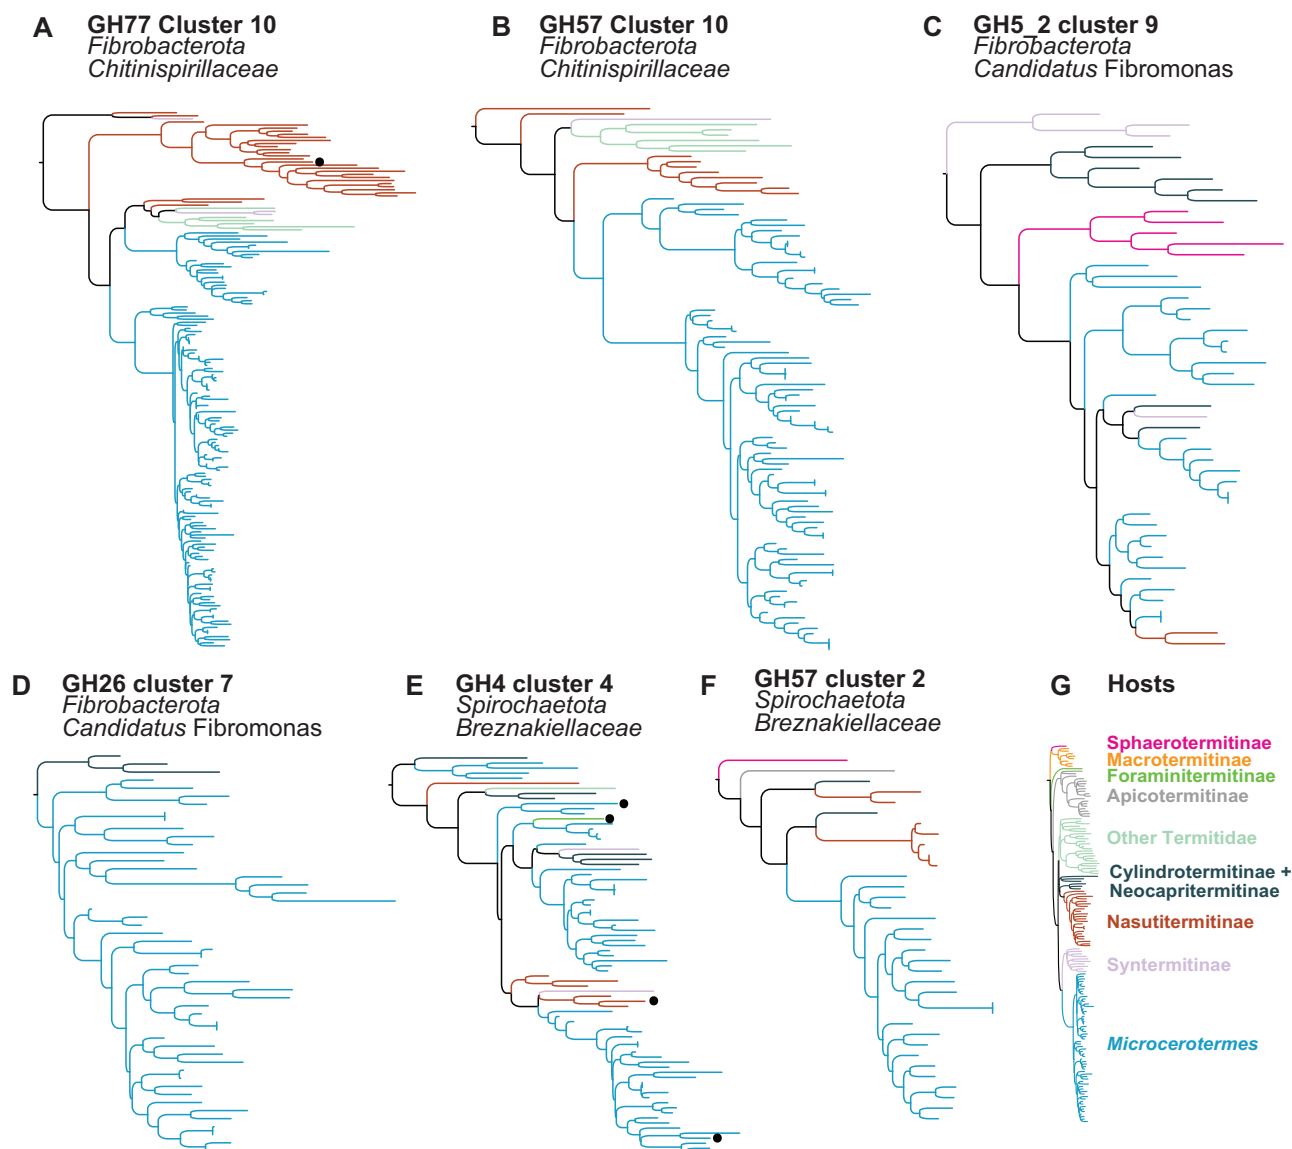 A
GH77 Cluster 10
Fibrobacterota
Chitinispirillaceae
B
GH57 Cluster 10
Fibrobacterota
Chitinispirillaceae
C
GH5_2 cluster 9
Fibrobacterota
Candidatus Fibromonas
D
GH26 cluster 7
Fibrobacterota
Candidatus Fibromonas
E
GH4 cluster 4
Spirochaetota
Breznakiellaceae
F
GH57 cluster 2
Spirochaetota
Breznakiellaceae
G
Hosts
Sphaerotermitinae
Macrotermitinae
Foraminitermitinae
Apicotermitinae
Other Termitidae
Cylindrotermitinae +
Neocapritermitinae
Nasutitermitinae
Syntermitinae
Microcerotermes